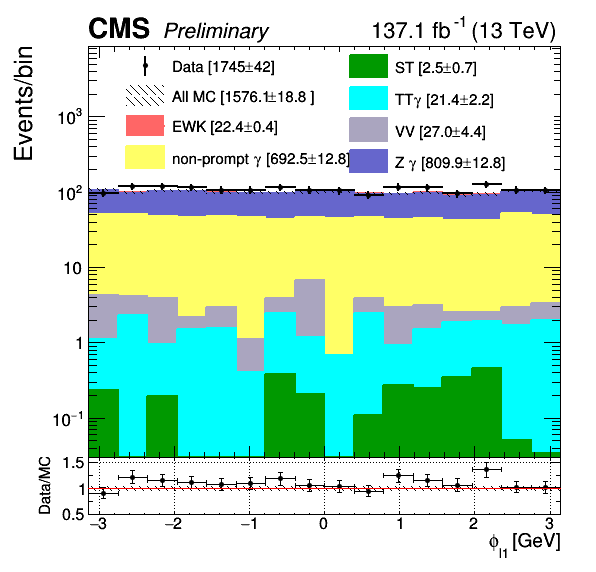 CMS Preliminary 137.1 fb⁻¹ (13 TeV)
Events/bin
Data [1745±42]
All MC [1576.1±18.8 ]
EWK [22.4±0.4]
non-prompt γ [692.5±12.8]
ST [2.5±0.7]
TTγ [21.4±2.2]
VV [27.0±4.4]
Z γ [809.9±12.8]
10³
10²
10
1
10⁻¹
Data/MC
1.5
1
0.5
−3 −2 −1 0 1 2 3
ϕ_l1 [GeV]